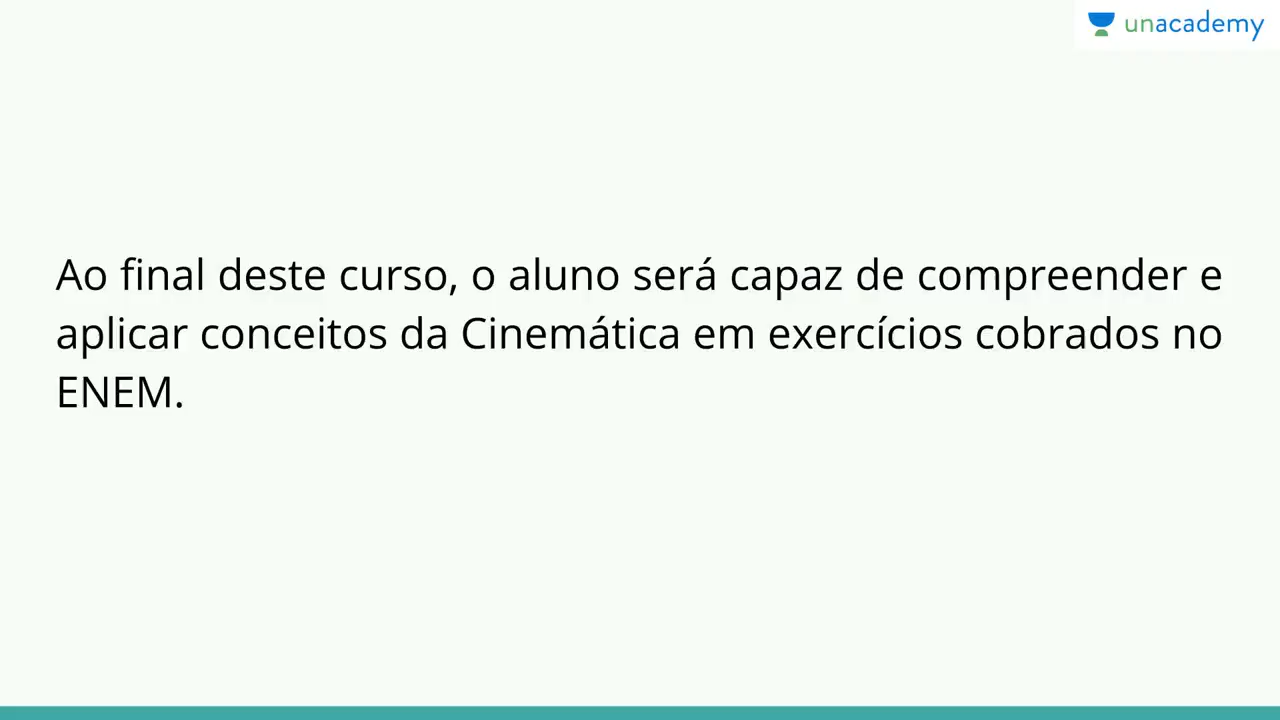 unacademy
Ao final deste curso, o aluno será capaz de compreender e
aplicar conceitos da Cinemática em exercícios cobrados no
ENEM.